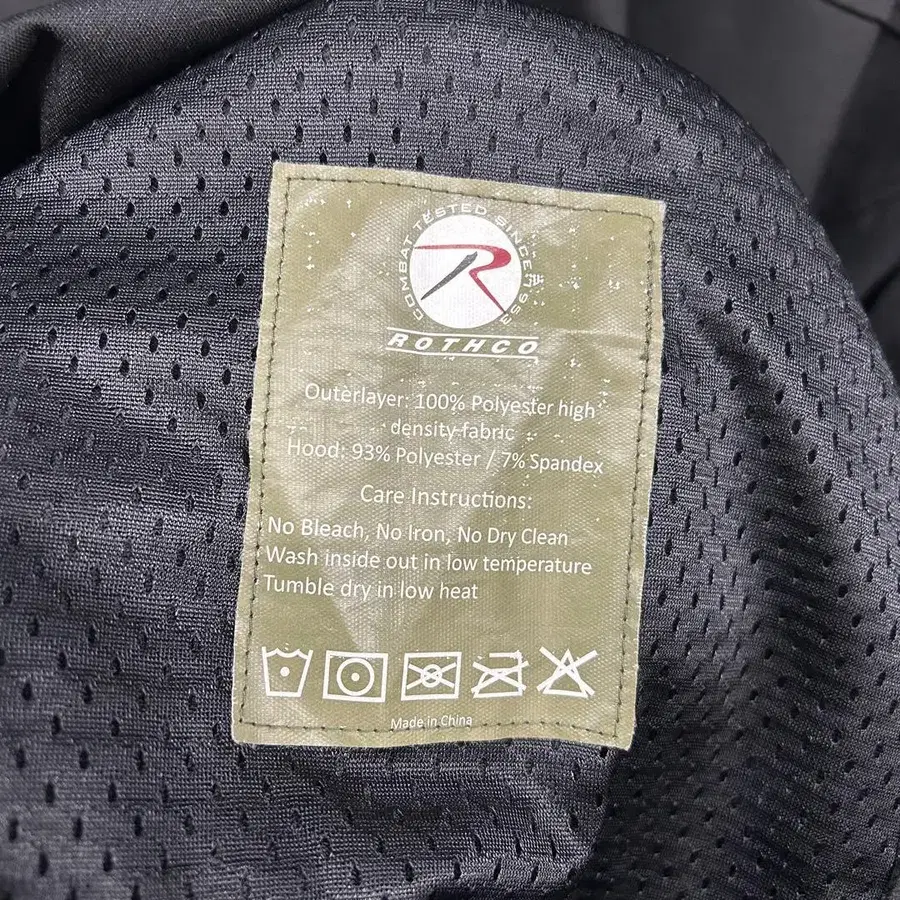 COMBAT TESTED SINCE 1953
ROTHCO
Outerlayer: 100% Polyester high
density fabric
Hood: 93% Polyester / 7% Spandex
Care Instructions:
No Bleach, No Iron, No Dry Clean
Wash inside out in low temperature
Tumble dry in low heat
Made in China